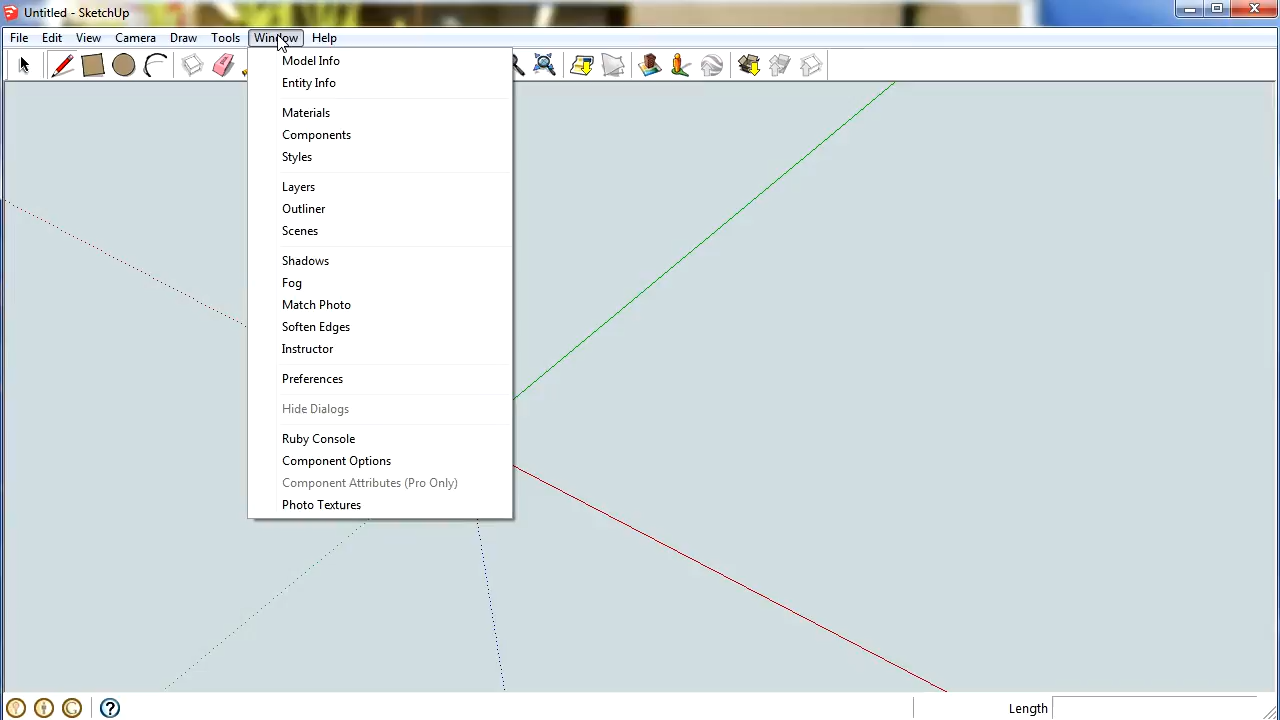 Untitled - SketchUp
File Edit View Camera Draw Tools Window Help
Model Info
Entity Info
Materials
Components
Styles
Layers
Outliner
Scenes
Shadows
Fog
Match Photo
Soften Edges
Instructor
Preferences
Hide Dialogs
Ruby Console
Component Options
Component Attributes (Pro Only)
Photo Textures
Length